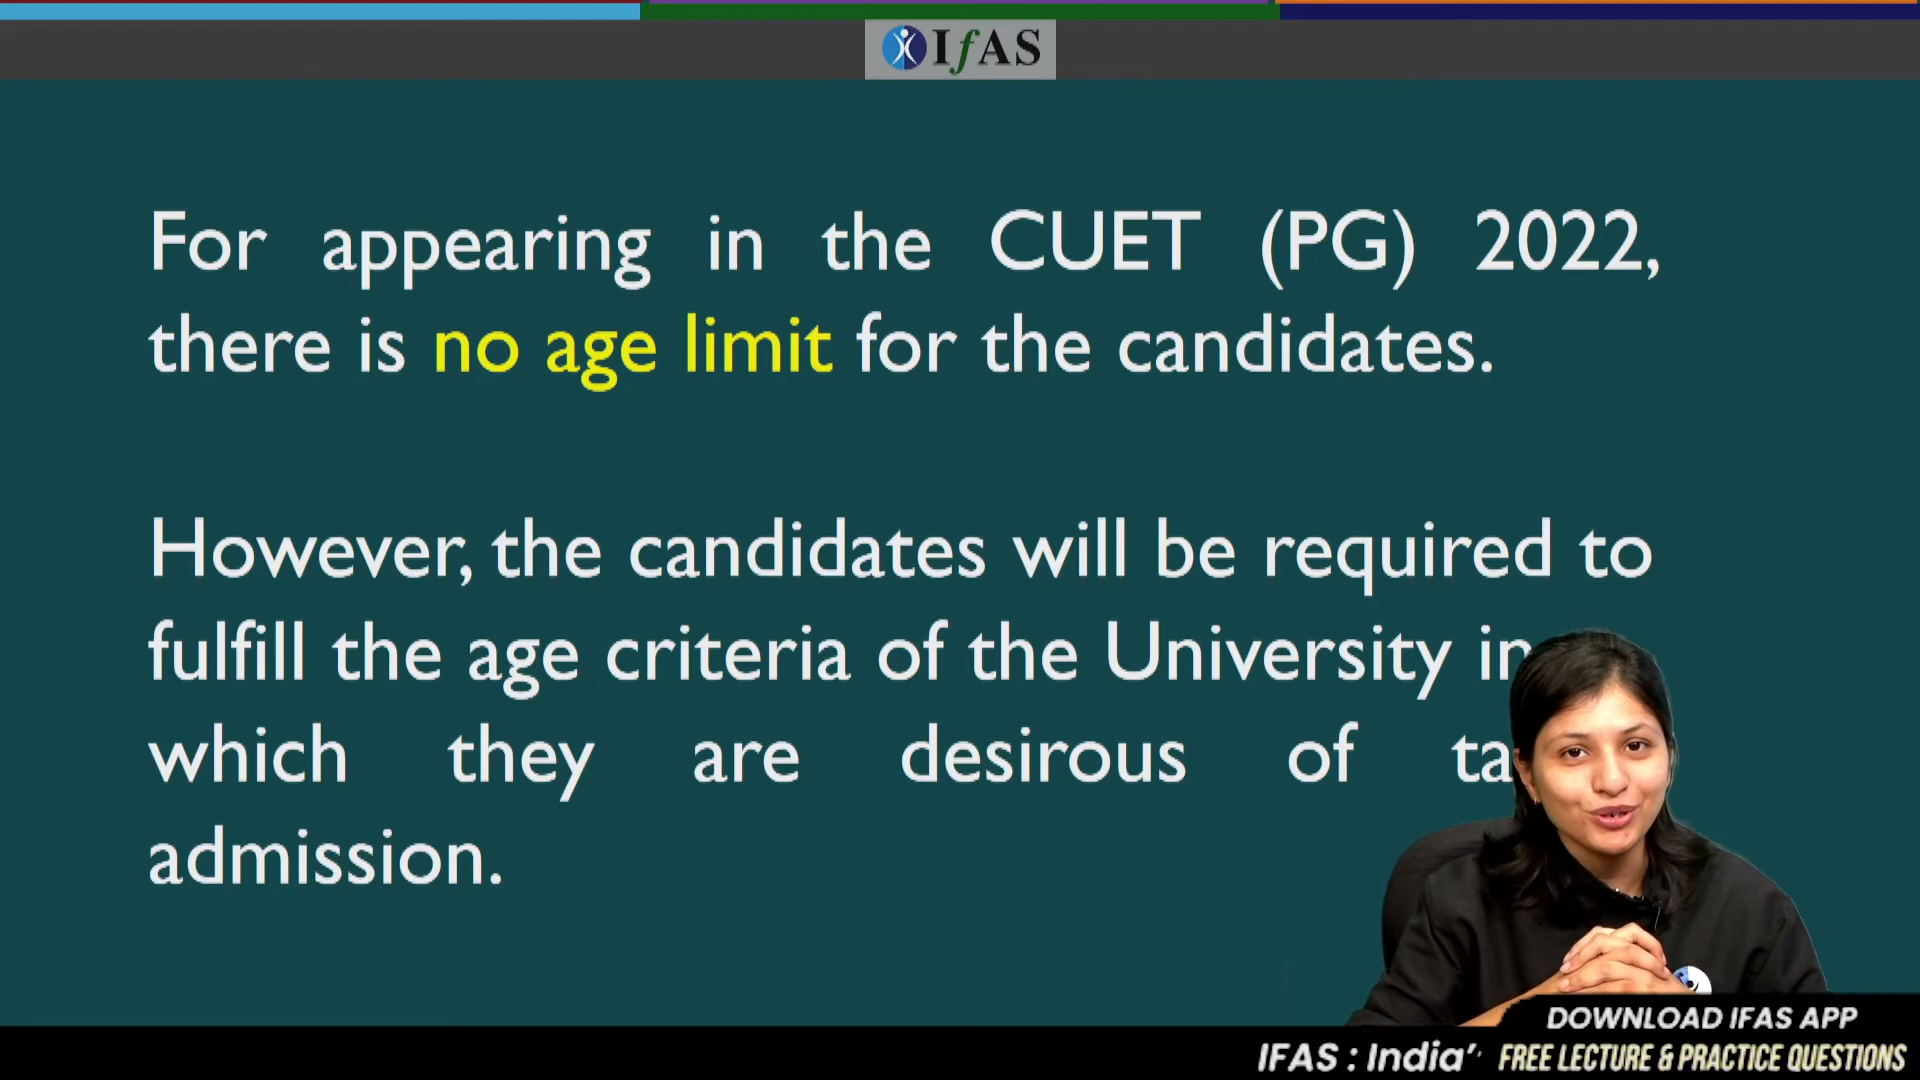 IfAS
For appearing in the CUET (PG) 2022,
there is no age limit for the candidates.
However, the candidates will be required to
fulfill the age criteria of the University in
which they are desirous of
admission.
DOWNLOAD IFAS APP
IFAS : India'
FREE LECTURE & PRACTICE QUESTIONS